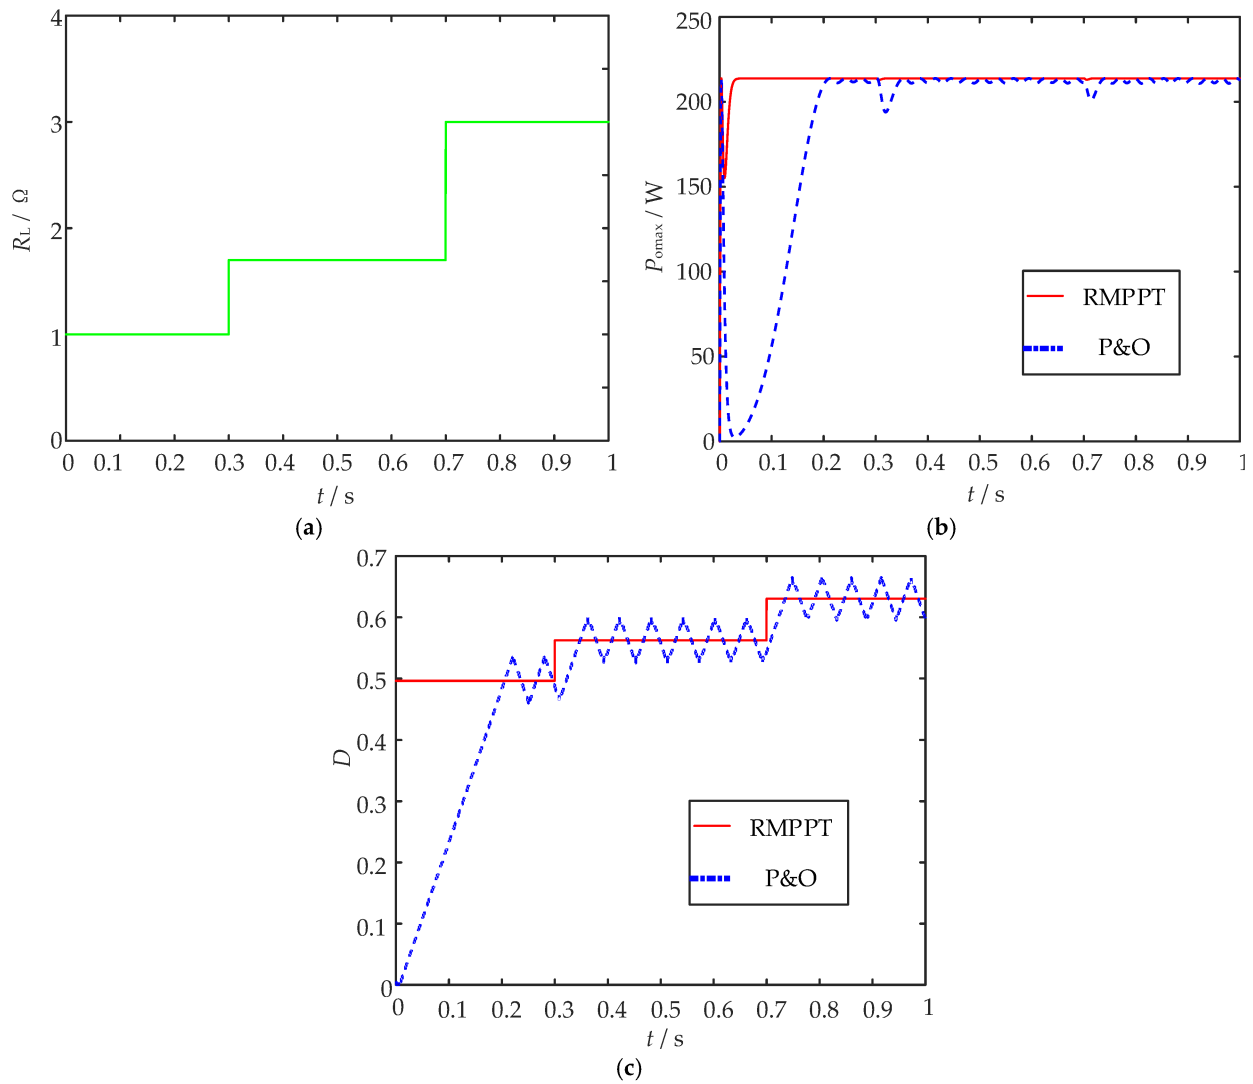 4
3
2
1
0
R_L / Ω
0 0.1 0.2 0.3 0.4 0.5 0.6 0.7 0.8 0.9 1
t / s
(a)
250
200
150
100
50
0
P_omax / W
RMPPT
P&O
0 0.1 0.2 0.3 0.4 0.5 0.6 0.7 0.8 0.9 1
t / s
(b)
0.7
0.6
0.5
0.4
0.3
0.2
0.1
0
D
RMPPT
P&O
0 0.1 0.2 0.3 0.4 0.5 0.6 0.7 0.8 0.9 1
t / s
(c)